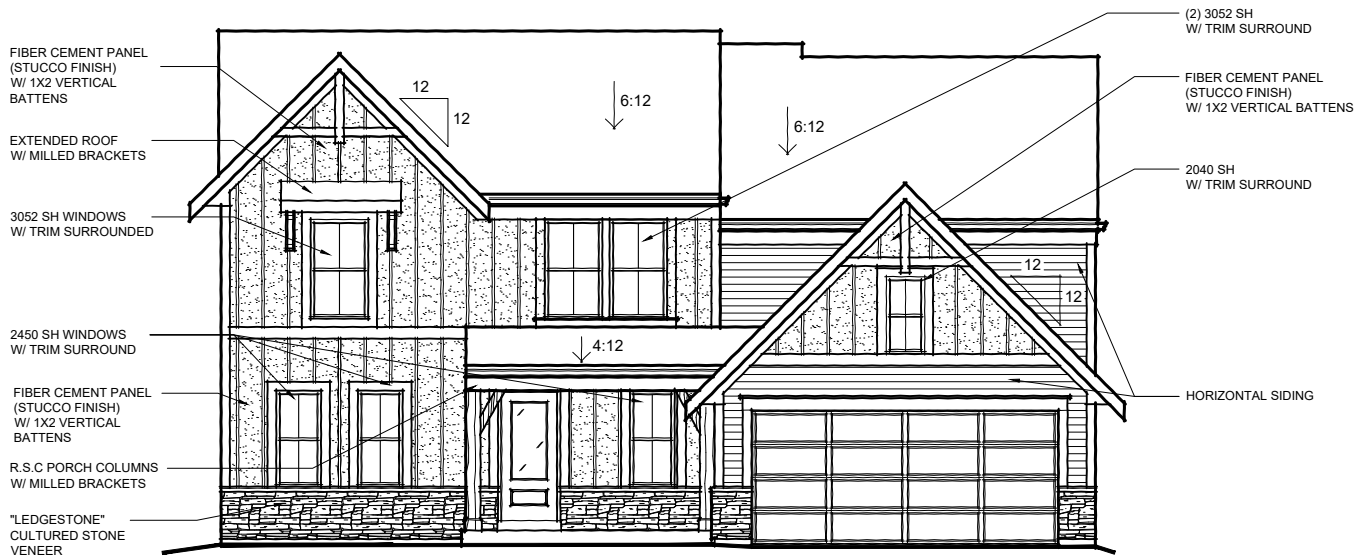 FIBER CEMENT PANEL
(STUCCO FINISH)
W/ 1X2 VERTICAL
BATTENS
EXTENDED ROOF
W/ MILLED BRACKETS
3052 SH WINDOWS
W/ TRIM SURROUNDED
2450 SH WINDOWS
W/ TRIM SURROUND
FIBER CEMENT PANEL
(STUCCO FINISH)
W/ 1X2 VERTICAL
BATTENS
R.S.C PORCH COLUMNS
W/ MILLED BRACKETS
"LEDGESTONE"
CULTURED STONE
VENEER
12
12
6:12
6:12
4:12
12
12
(2) 3052 SH
W/ TRIM SURROUND
FIBER CEMENT PANEL
(STUCCO FINISH)
W/ 1X2 VERTICAL BATTENS
2040 SH
W/ TRIM SURROUND
HORIZONTAL SIDING